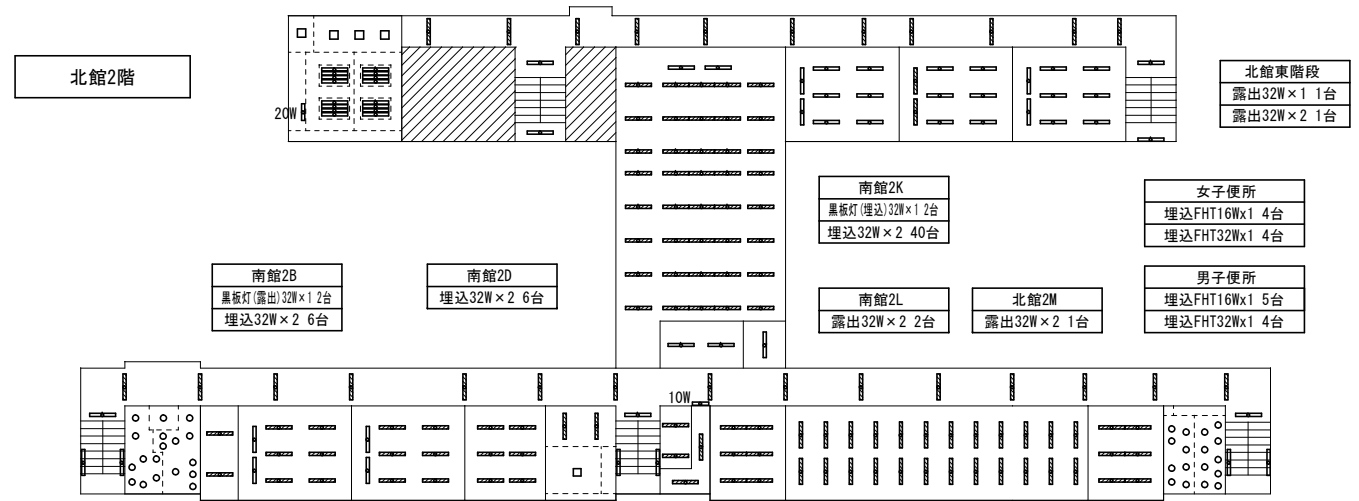 北館2階
北館東階段
露出32W×1 1台
露出32W×2 1台
20W
南館2K
黒板灯(埋込)32W×1 2台
埋込32W×2 40台
女子便所
埋込FHT16Wx1 4台
埋込FHT32Wx1 4台
南館2B
黒板灯(露出)32W×1 2台
埋込32W×2 6台
南館2D
埋込32W×2 6台
男子便所
埋込FHT16Wx1 5台
埋込FHT32Wx1 4台
南館2L
露出32W×2 2台
北館2M
露出32W×2 1台
10W